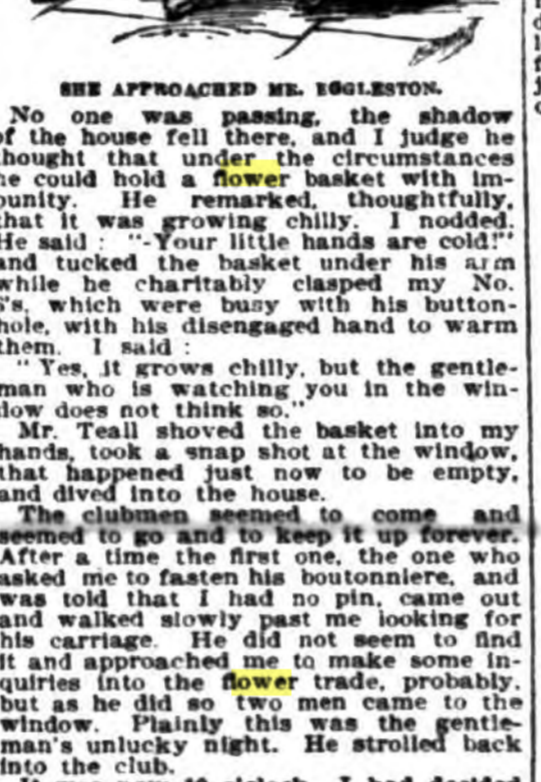 SHE APPROACHED MR. EGGLESTON.
No one was passing, the shadow
of the house fell there, and I judge he
thought that under the circumstances
he could hold a flower basket with im-
punity. He remarked, thoughtfully,
that it was growing chilly. I nodded.
He said : "-Your little hands are cold!"
and tucked the basket under his arm
while he charitably clasped my No.
6's, which were busy with his button-
hole, with his disengaged hand to warm
them. I said :
"Yes, it grows chilly, but the gentle-
man who is watching you in the win-
dow does not think so."
Mr. Teall shoved the basket into my
hands, took a snap shot at the window,
that happened just now to be empty,
and dived into the house.
The clubmen seemed to come and
seemed to go and to keep it up forever.
After a time the first one, the one who
asked me to fasten his boutonniere, and
was told that I had no pin, came out
and walked slowly past me looking for
his carriage. He did not seem to find
it and approached me to make some in-
quiries into the flower trade, probably,
but as he did so two men came to the
window. Plainly this was the gentle-
man's unlucky night. He strolled back
into the club.